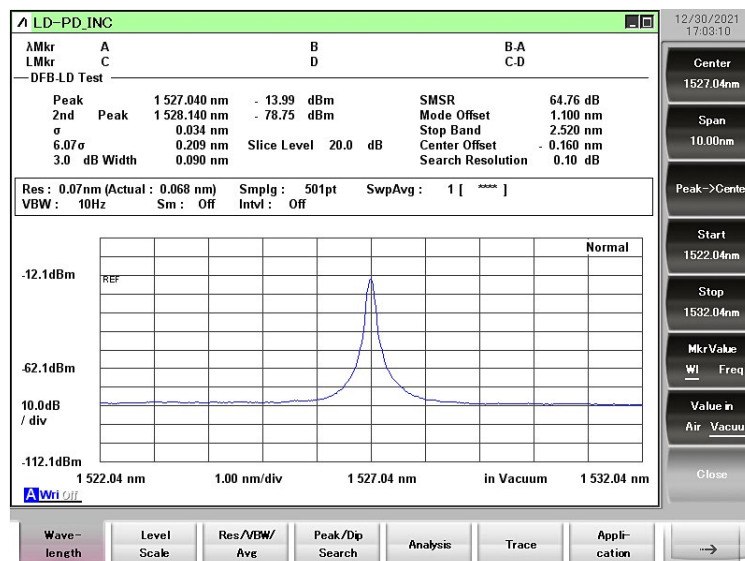 LD-PD_INC
12/30/2021
17:03:10
λMkr A B B-A
LMkr C D C-D
DFB-LD Test
Peak 1 527.040 nm - 13.99 dBm SMSR 64.76 dB
2nd Peak 1 528.140 nm - 78.75 dBm Mode Offset 1.100 nm
σ 0.034 nm Stop Band 2.520 nm
6.07σ 0.209 nm Slice Level 20.0 dB Center Offset - 0.160 nm
3.0 dB Width 0.090 nm Search Resolution 0.10 dB
Res : 0.07nm (Actual : 0.068 nm) Smplg : 501pt SwpAvg : 1 [ **** ]
VBW : 10Hz Sm : Off Intvl : Off
Normal
-12.1dBm
REF
-62.1dBm
10.0dB
/ div
-112.1dBm
1 522.04 nm 1.00 nm/div 1 527.04 nm in Vacuum 1 532.04 nm
A Wri Off
Center
1527.04nm
Span
10.00nm
Peak->Cente
Start
1522.04nm
Stop
1532.04nm
MkrValue
Wl Freq
Value in
Air Vacuu
Close
Wave-
length
Level
Scale
Res/VBW/
Avg
Peak/Dip
Search
Analysis
Trace
Appli-
cation